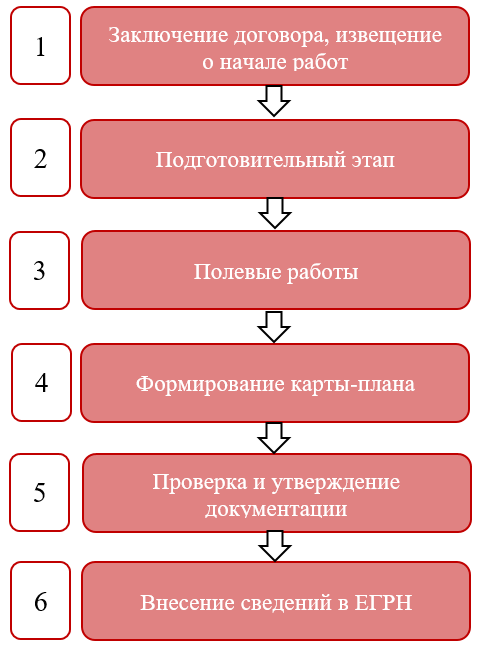 1
Заключение договора, извещение
о начале работ
2
Подготовительный этап
3
Полевые работы
4
Формирование карты-плана
5
Проверка и утверждение
документации
6
Внесение сведений в ЕГРН